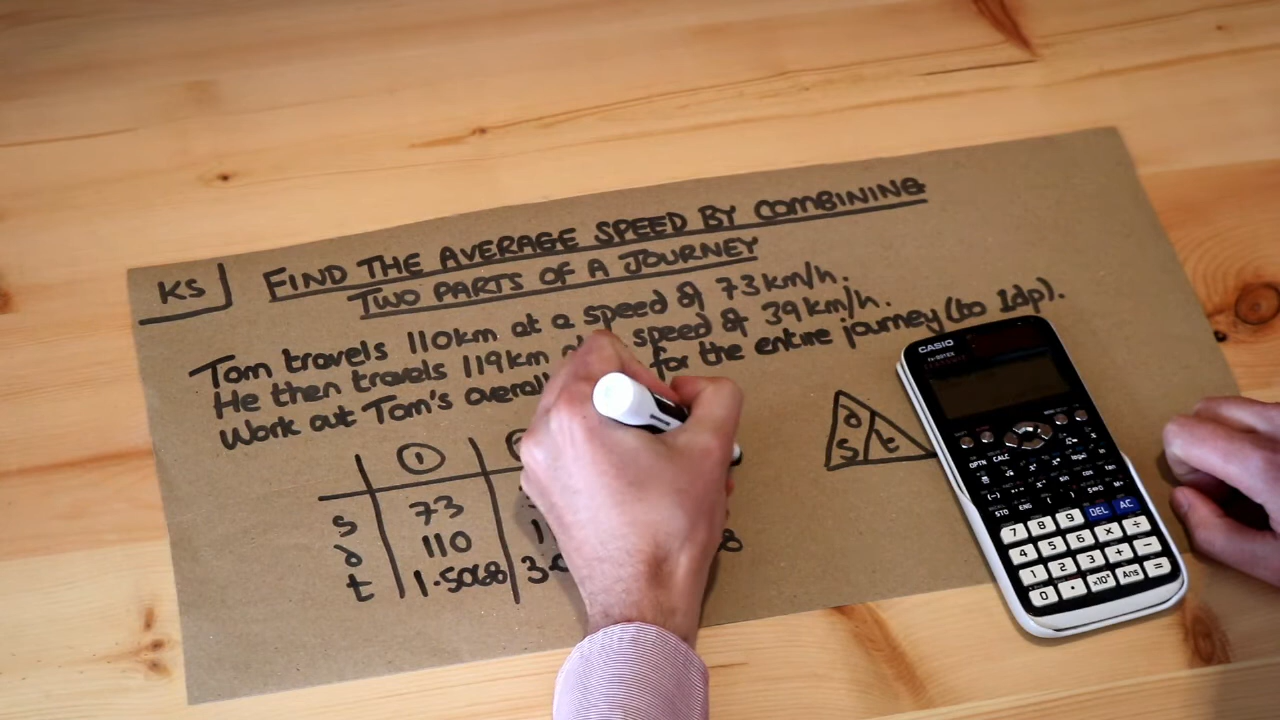 KS
FIND THE AVERAGE SPEED BY COMBINING
TWO PARTS OF A JOURNEY
Tom travels 110km at a speed of 73km/h.
He then travels 119km speed of 39km/h.
Work out Tom's overall for the entire journey (to 1dp).
1
s 73
d 110
t 1.5068
d
s t
CASIO
OPTN CALC
STO ENG
7 8 9 DEL AC
4 5 6 × ÷
1 2 3 + −
0 . ×10ˣ Ans =